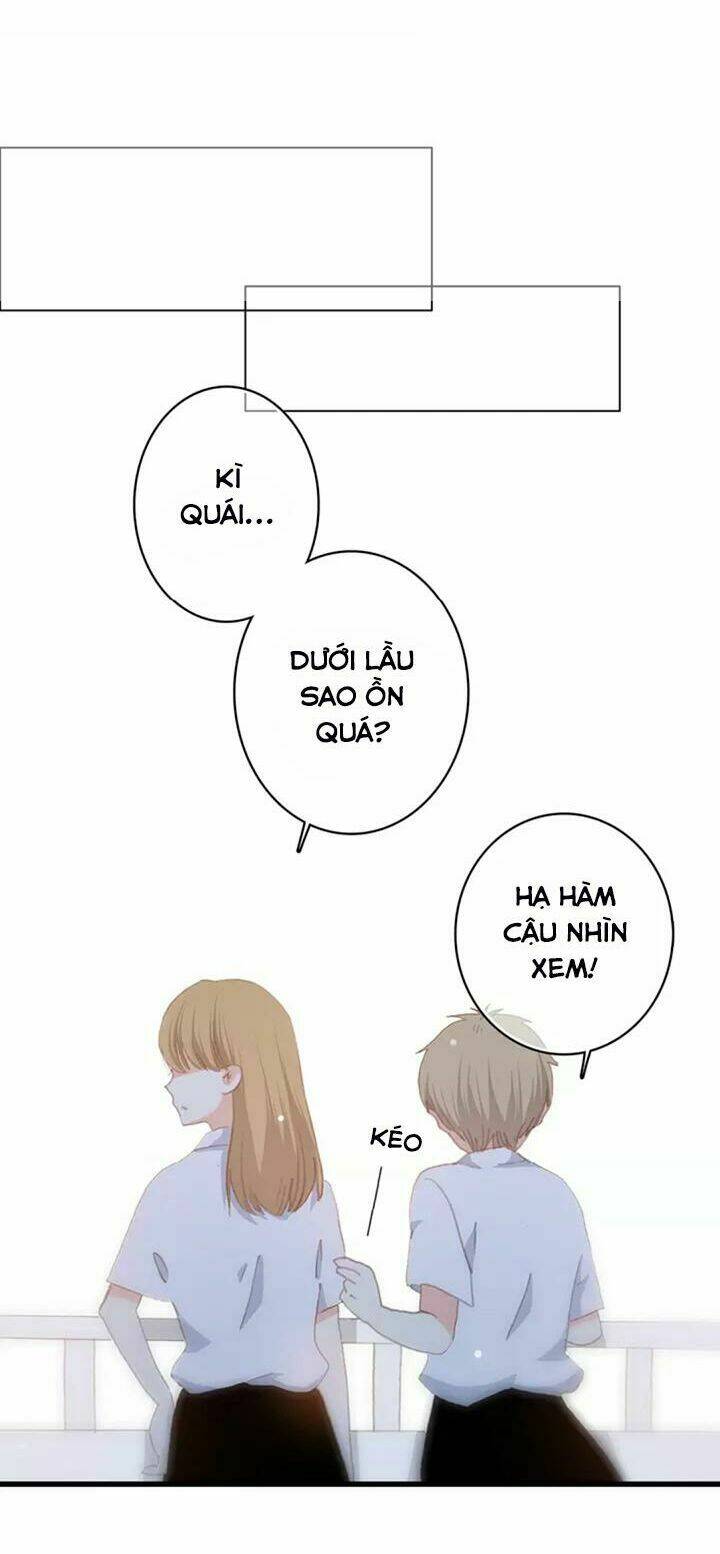 KÌ
QUÁI...
DƯỚI LẦU
SAO ỒN
QUÁ?
HẠ HÀM
CẬU NHÌN
XEM!
KÉO